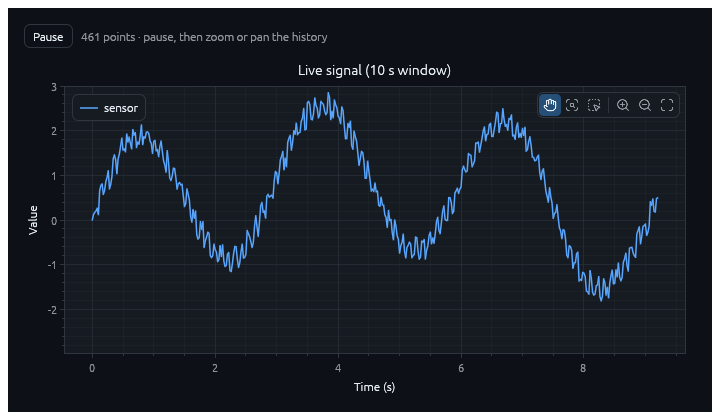 Pause 461 points · pause, then zoom or pan the history
Live signal (10 s window)
sensor
3
2
1
0
-1
-2
Value
0 2 4 6 8
Time (s)